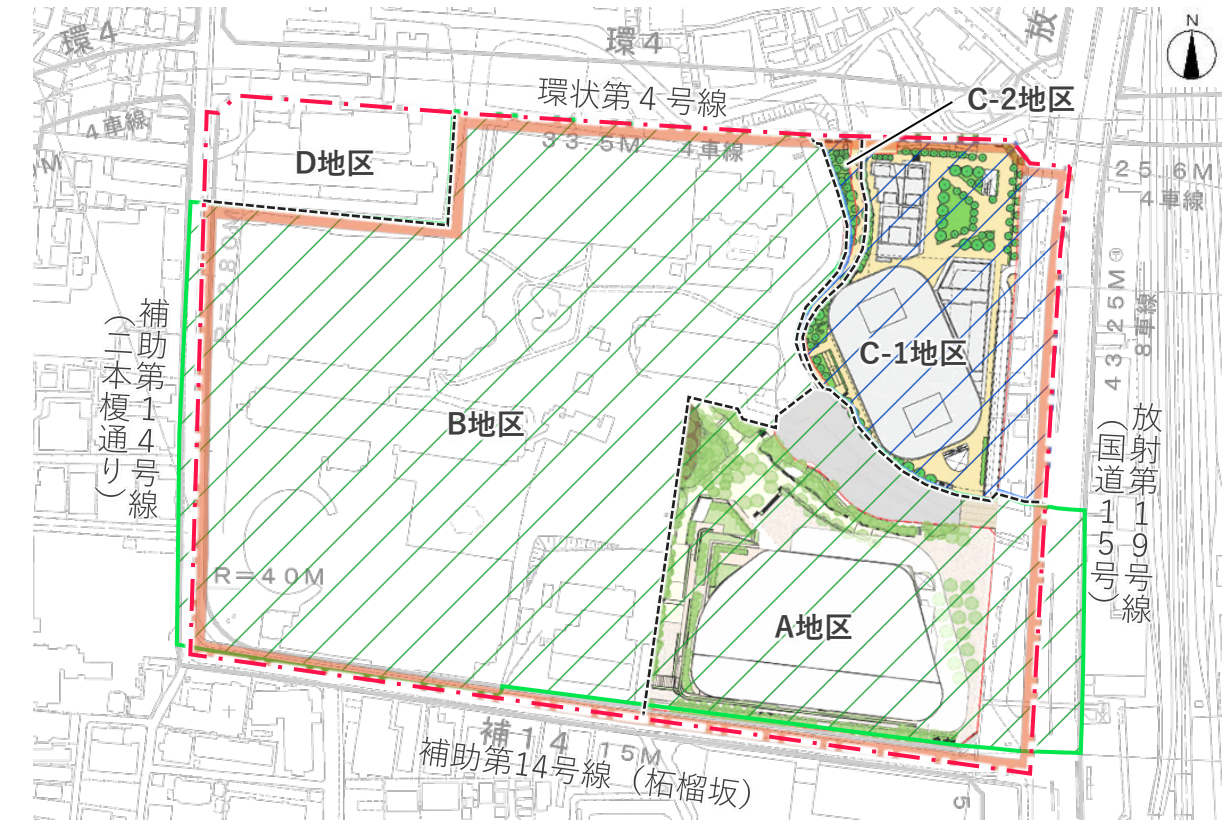 環４
環４
放
N
環状第４号線
C-2地区
４車線
D地区
３３.５M ４車線
２５.６M
４車線
C-1地区
４３.２５M
８車線
補助第１４号線
（二本榎通り）
B地区
放射第１９号線
（国道１５号）
R＝４０M
A地区
補１４ １５M
補助第14号線（柘榴坂）
５